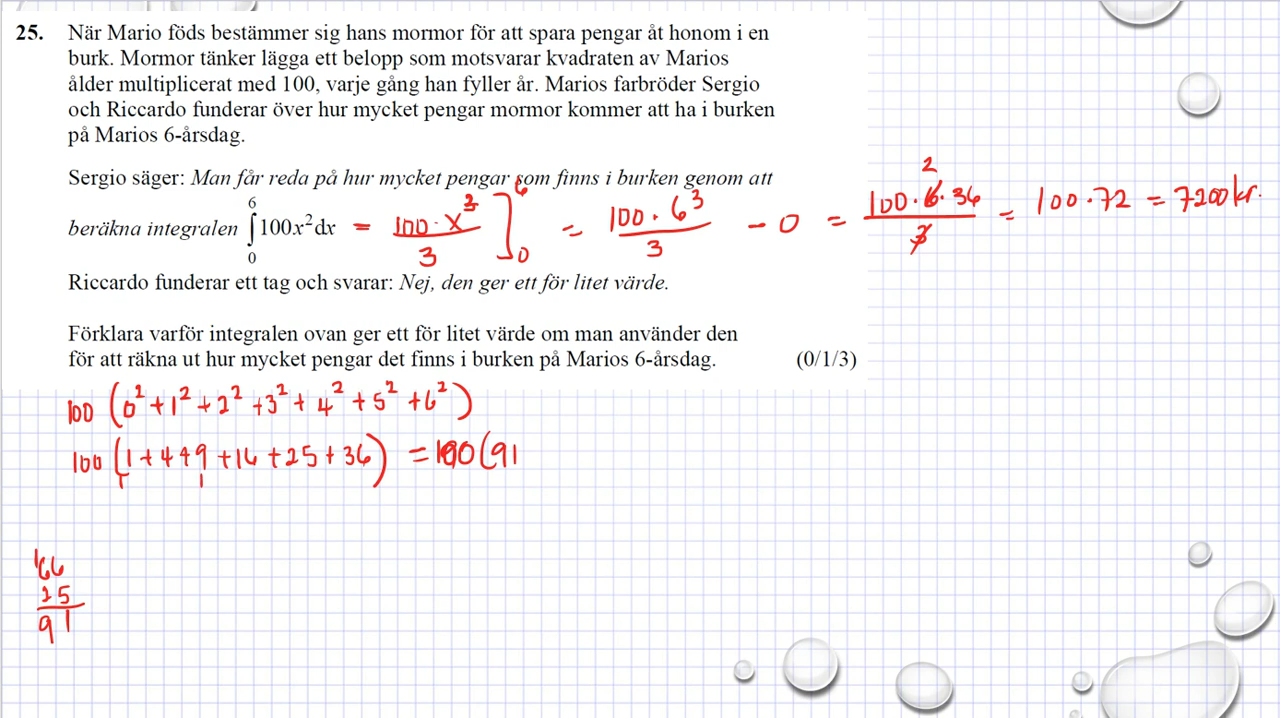 25. När Mario föds bestämmer sig hans mormor för att spara pengar åt honom i en
burk. Mormor tänker lägga ett belopp som motsvarar kvadraten av Marios
ålder multiplicerat med 100, varje gång han fyller år. Marios farbröder Sergio
och Riccardo funderar över hur mycket pengar mormor kommer att ha i burken
på Marios 6-årsdag.
Sergio säger: Man får reda på hur mycket pengar som finns i burken genom att
beräkna integralen ∫₀⁶ 100x² dx = 100·x³/3 ]₀⁶ = 100·6³/3 − 0 = 100·6·36/3 2 = 100·72 = 7200 kr.
Riccardo funderar ett tag och svarar: Nej, den ger ett för litet värde.
Förklara varför integralen ovan ger ett för litet värde om man använder den
för att räkna ut hur mycket pengar det finns i burken på Marios 6-årsdag. (0/1/3)
100 (0² + 1² + 2² + 3² + 4² + 5² + 6²)
100 (1 + 4 4 9 + 16 + 25 + 36) = 100 (91
1 66
25
91